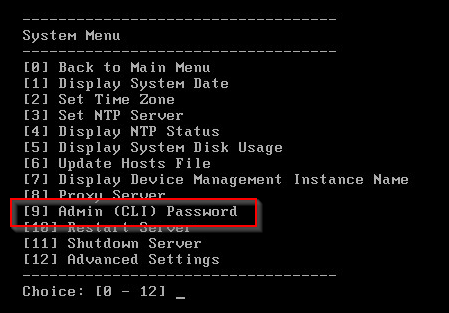 -------------------------------------
System Menu
-------------------------------------
[0] Back to Main Menu
[1] Display System Date
[2] Set Time Zone
[3] Set NTP Server
[4] Display NTP Status
[5] Display System Disk Usage
[6] Update Hosts File
[7] Display Device Management Instance Name
[8] Proxy Server
[9] Admin (CLI) Password
[10] Restart Server
[11] Shutdown Server
[12] Advanced Settings
-------------------------------------
Choice: [0 - 12] _